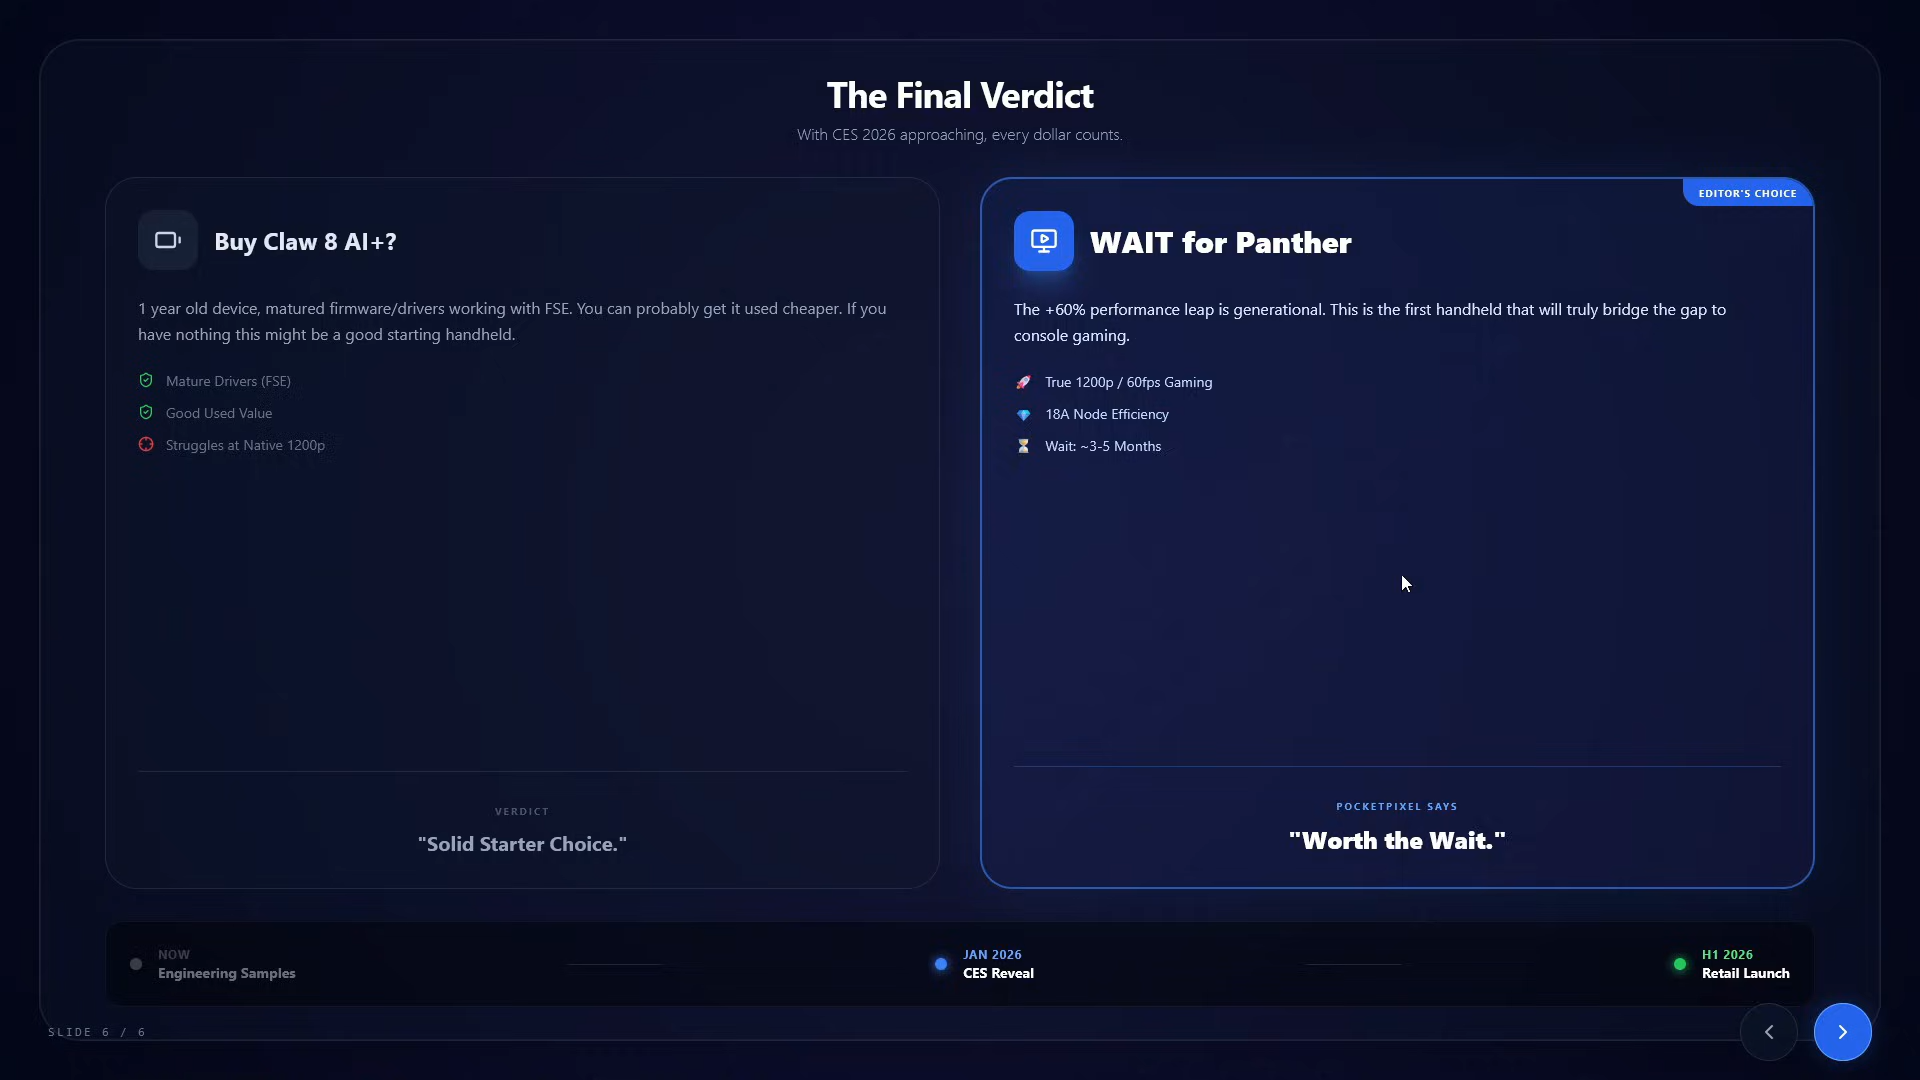 The Final Verdict
With CES 2026 approaching, every dollar counts.
Buy Claw 8 AI+?
1 year old device, matured firmware/drivers working with FSE. You can probably get it used cheaper. If you
have nothing this might be a good starting handheld.
Mature Drivers (FSE)
Good Used Value
Struggles at Native 1200p
VERDICT
"Solid Starter Choice."
EDITOR'S CHOICE
WAIT for Panther
The +60% performance leap is generational. This is the first handheld that will truly bridge the gap to
console gaming.
True 1200p / 60fps Gaming
18A Node Efficiency
Wait: ~3-5 Months
POCKETPIXEL SAYS
"Worth the Wait."
NOW
Engineering Samples
JAN 2026
CES Reveal
H1 2026
Retail Launch
SLIDE 6 / 6